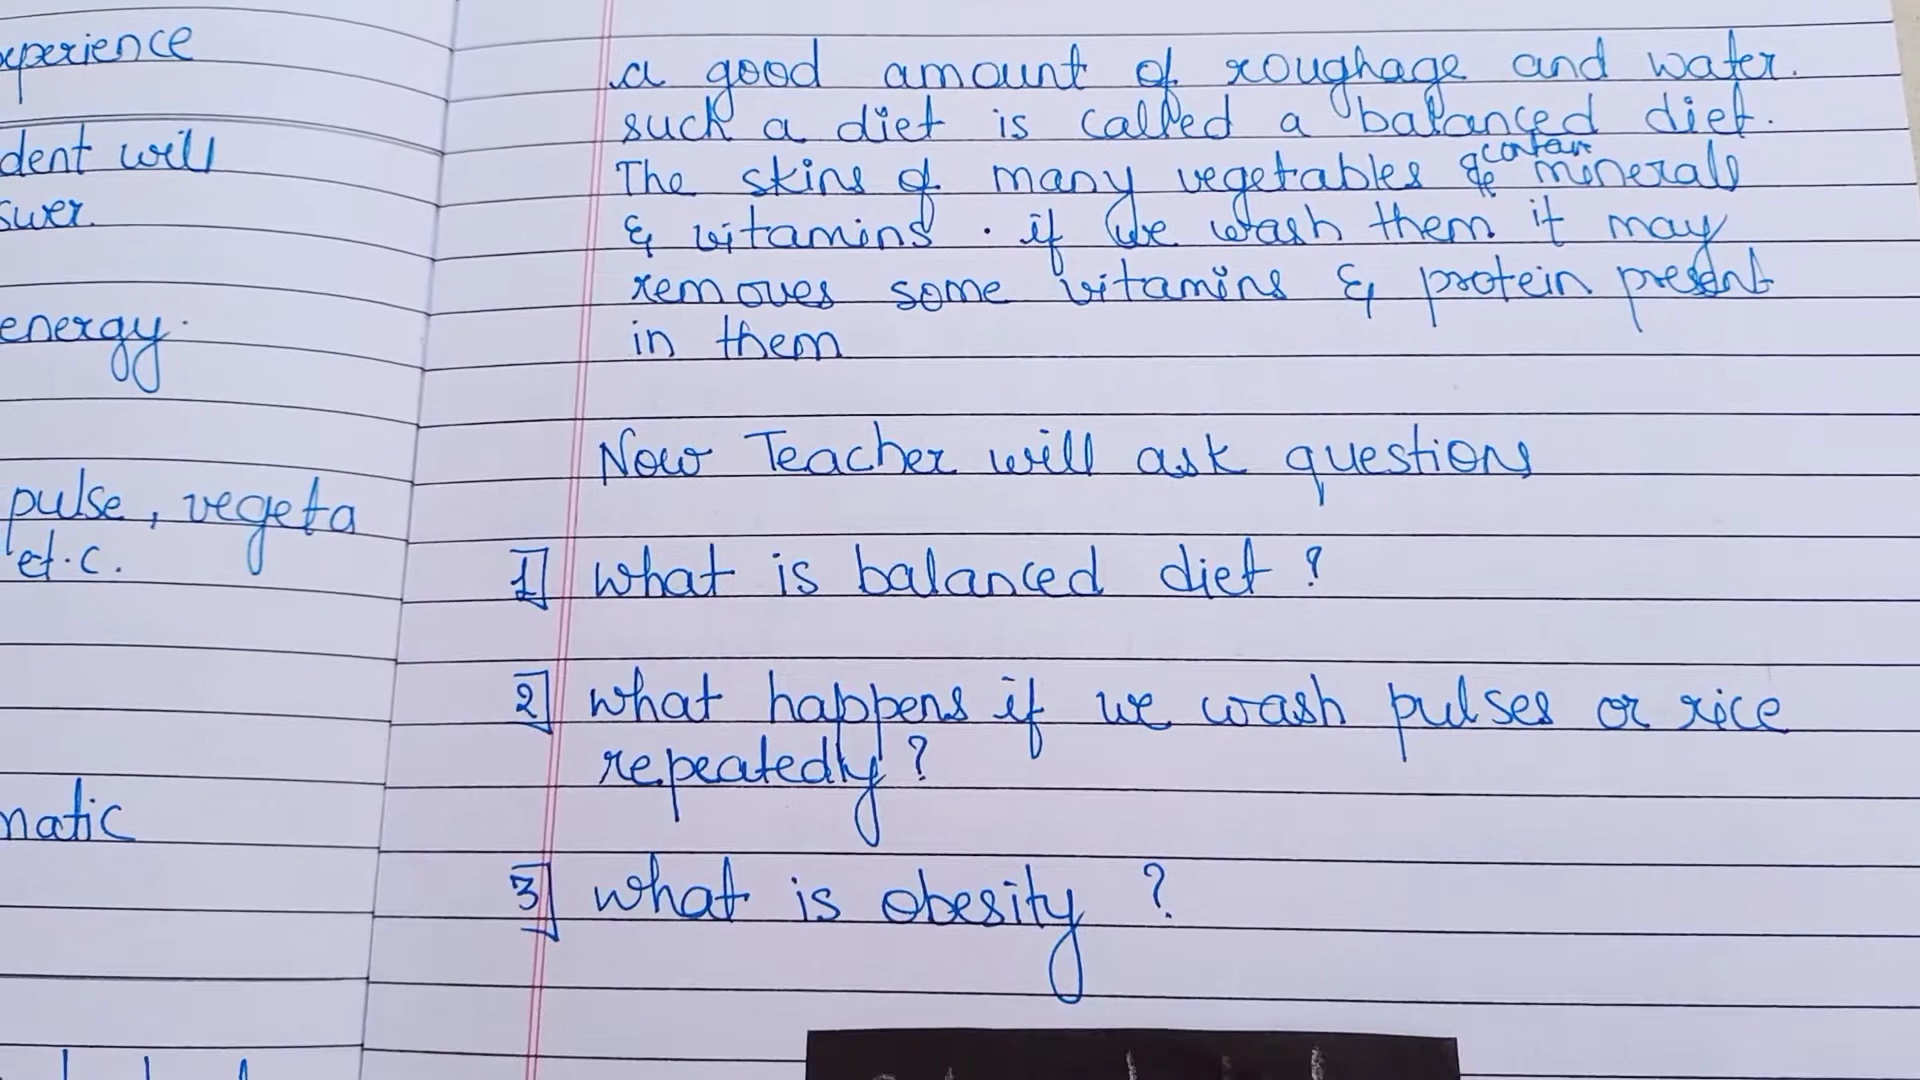 xperience
dent will
swer.
energy.
pulse, vegeta
et.c.
matic
a good amount of roughage and water.
such a diet is called a balanced diet.
The skins of many vegetables contain minerals
& vitamins. if we wash them it may
removes some vitamins & protein present
in them
Now Teacher will ask questions
1] what is balanced diet?
2] what happens if we wash pulses or rice
repeatedly?
3] what is obesity?